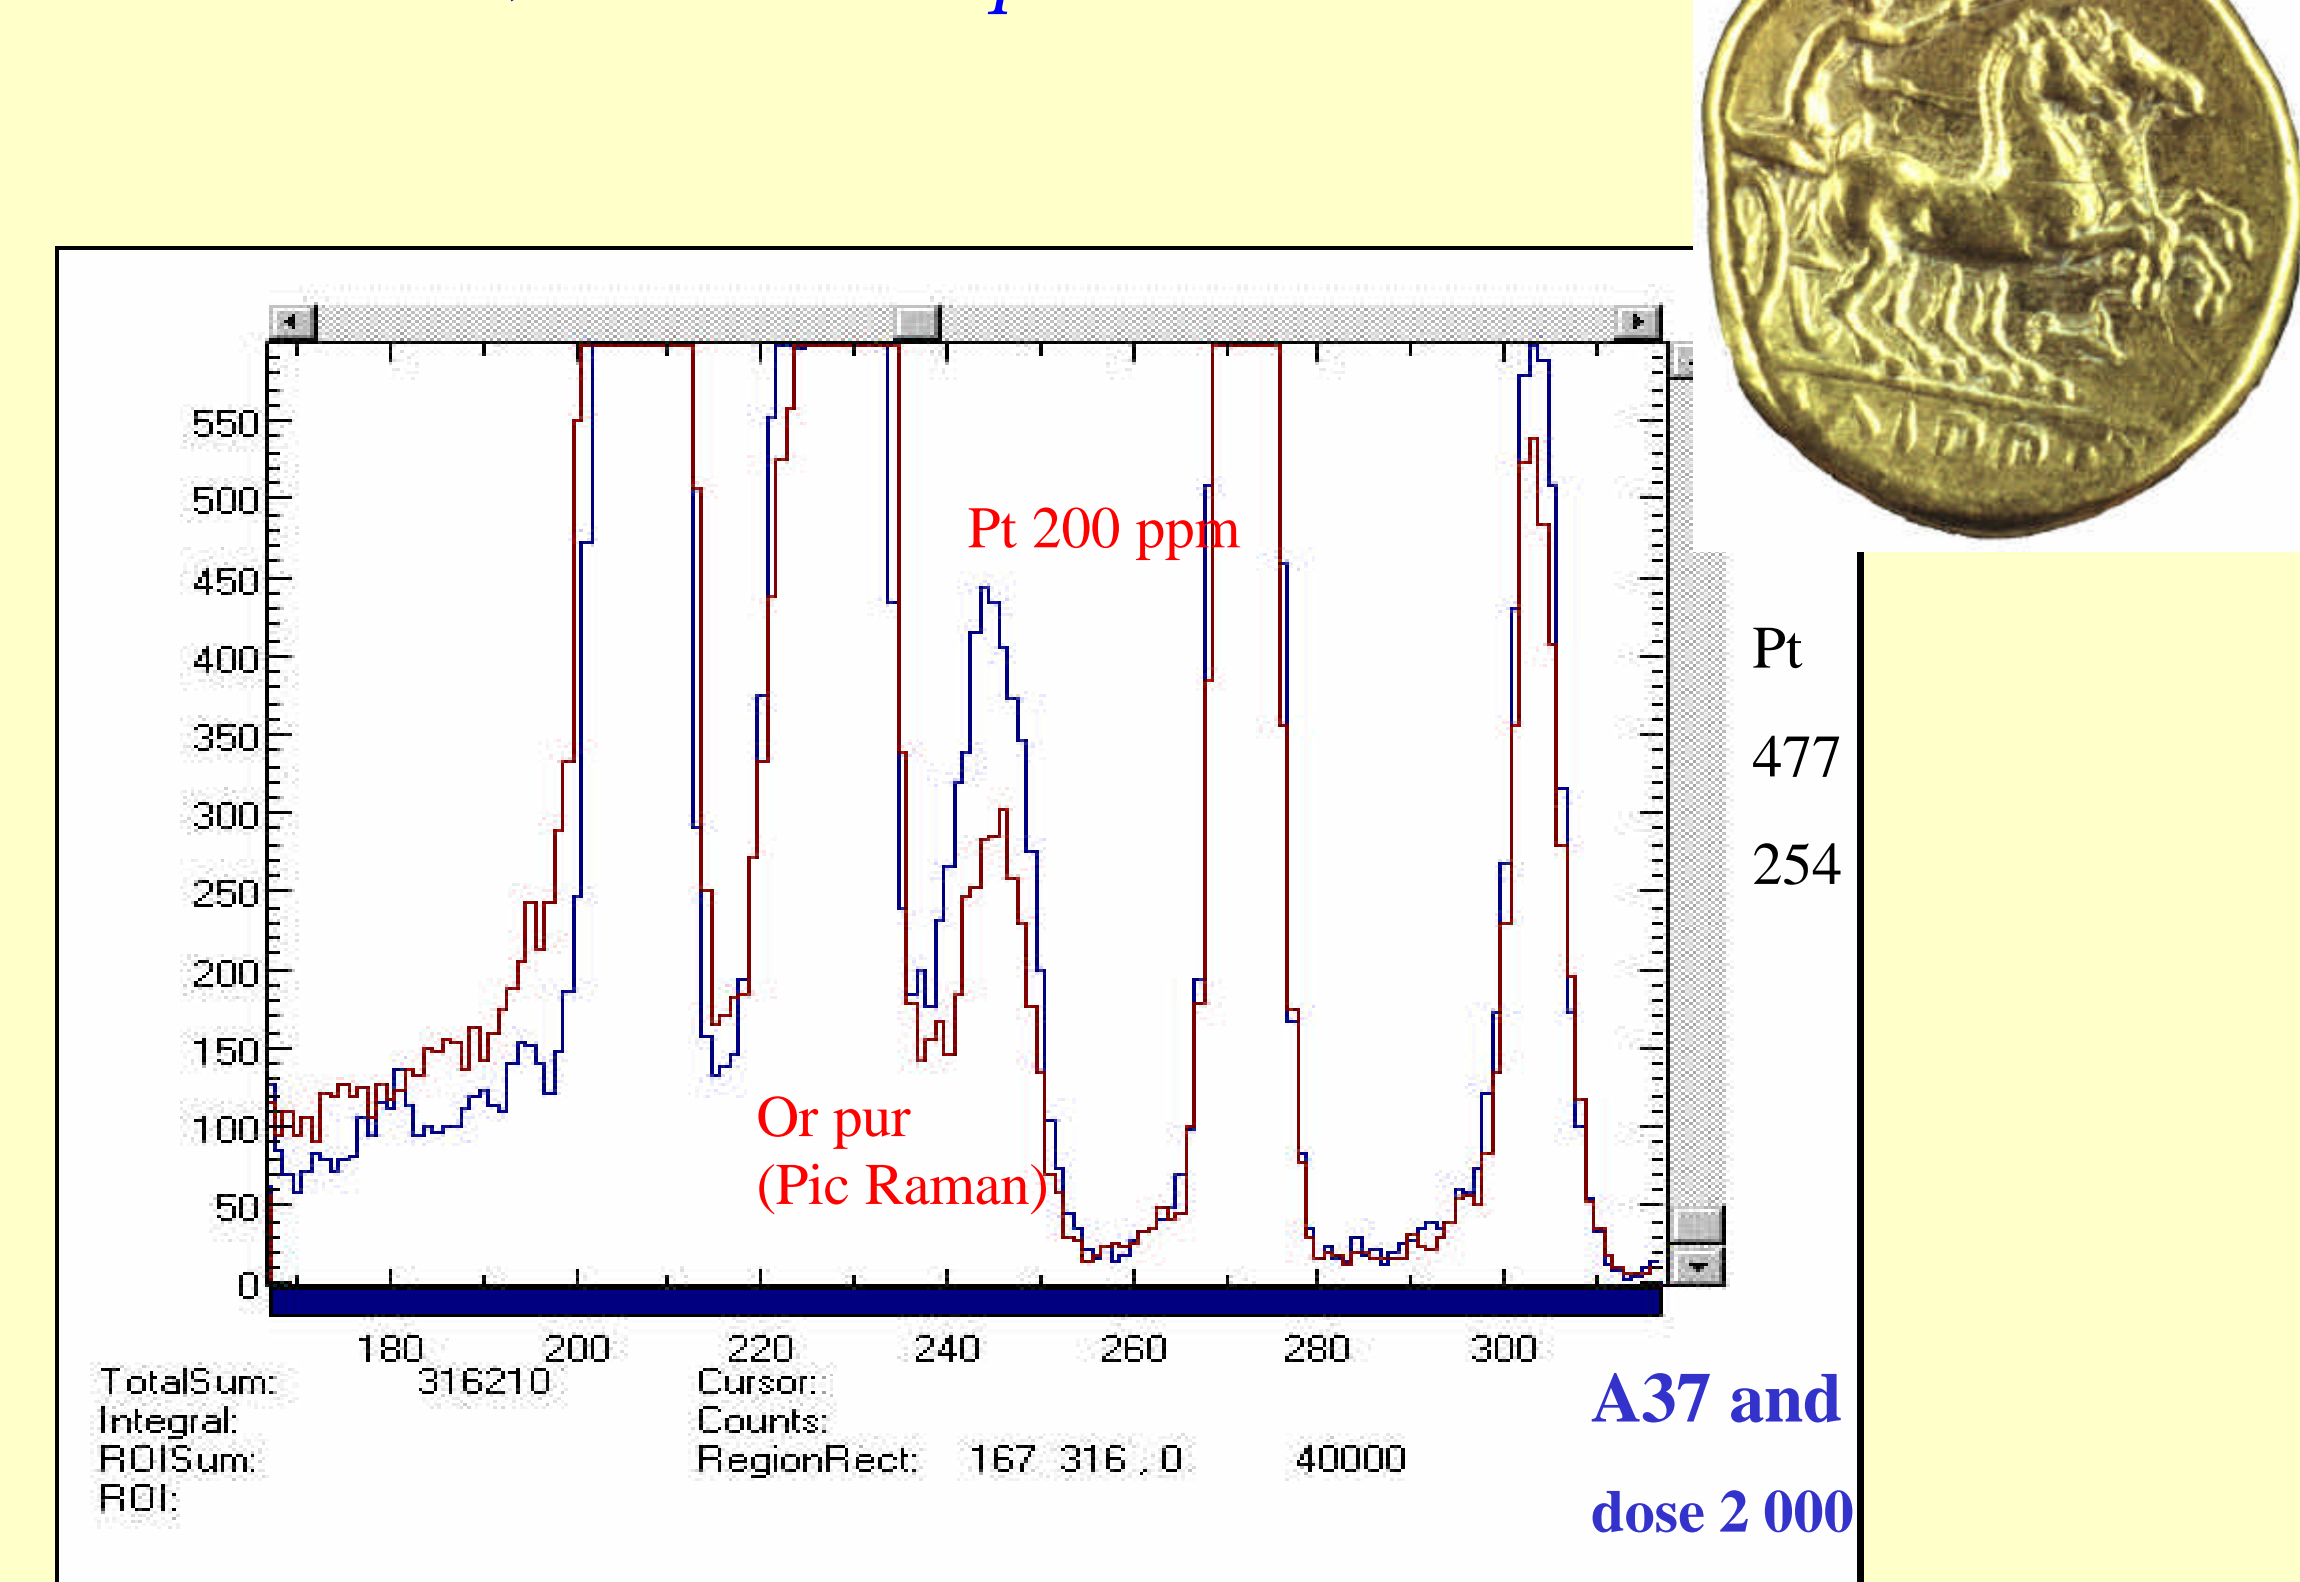 550
500
450
400
350
300
250
200
150
100
50
0
Pt 200 ppm
Or pur
(Pic Raman)
Pt
477
254
180 200 220 240 260 280 300
TotalSum: 316210 Cursor:
Integral: Counts:
ROISum: RegionRect: 167 316 , 0 40000
ROI:
A37 and
dose 2 000